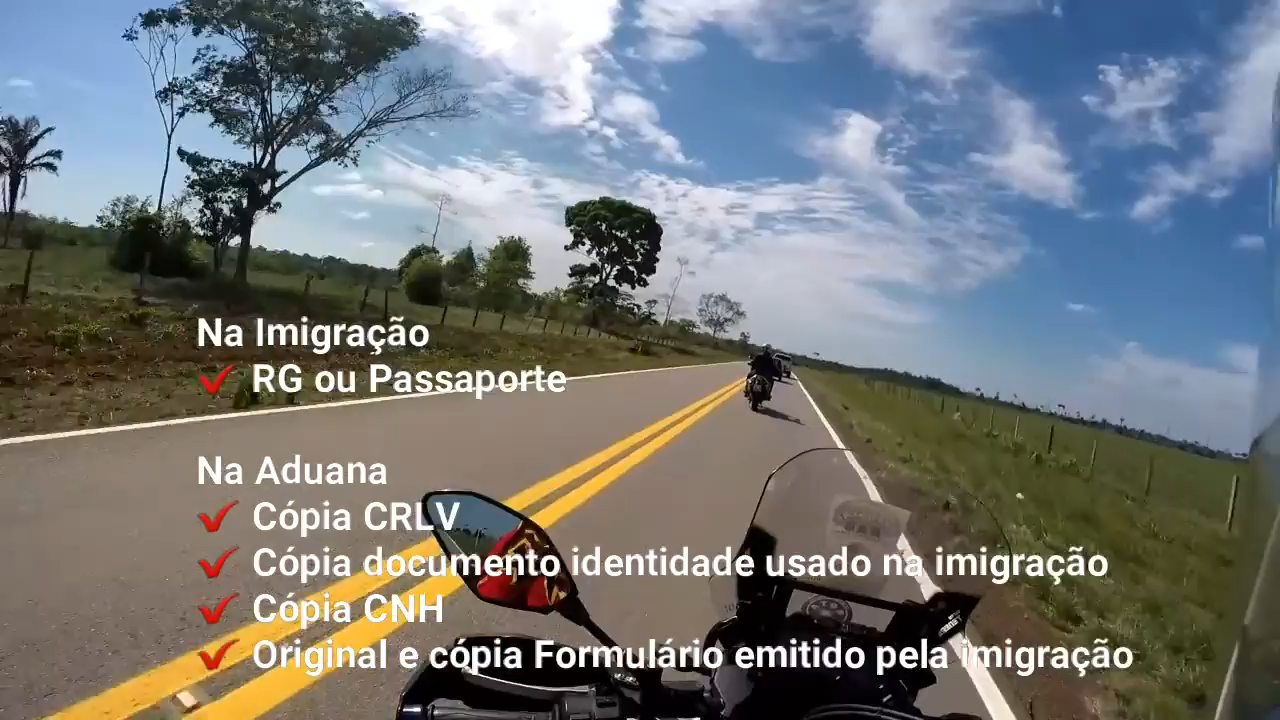 Na Imigração
✓ RG ou Passaporte
Na Aduana
✓ Cópia CRLV
✓ Cópia documento identidade usado na imigração
✓ Cópia CNH
✓ Original e cópia Formulário emitido pela imigração